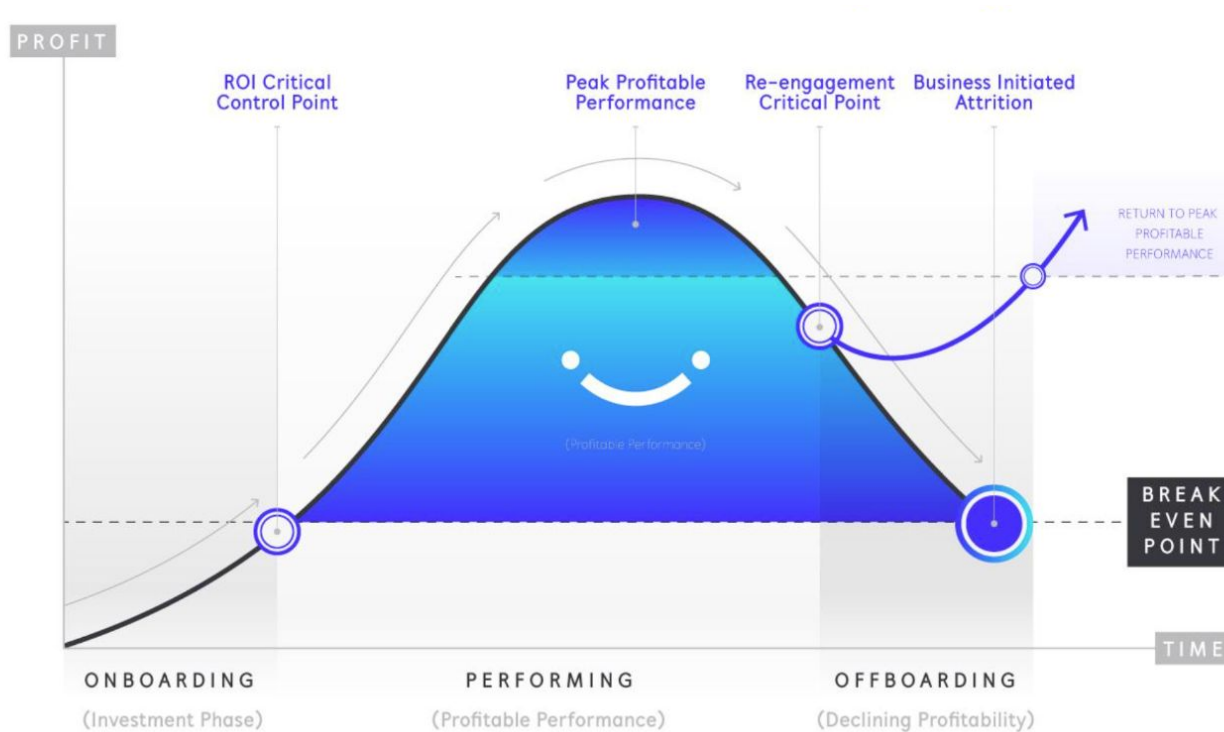 PROFIT
ROI Critical
Control Point
Peak Profitable
Performance
Re-engagement
Critical Point
Business Initiated
Attrition
RETURN TO PEAK
PROFITABLE
PERFORMANCE
(Profitable Performance)
BREAK
EVEN
POINT
TIME
ONBOARDING
(Investment Phase)
PERFORMING
(Profitable Performance)
OFFBOARDING
(Declining Profitability)